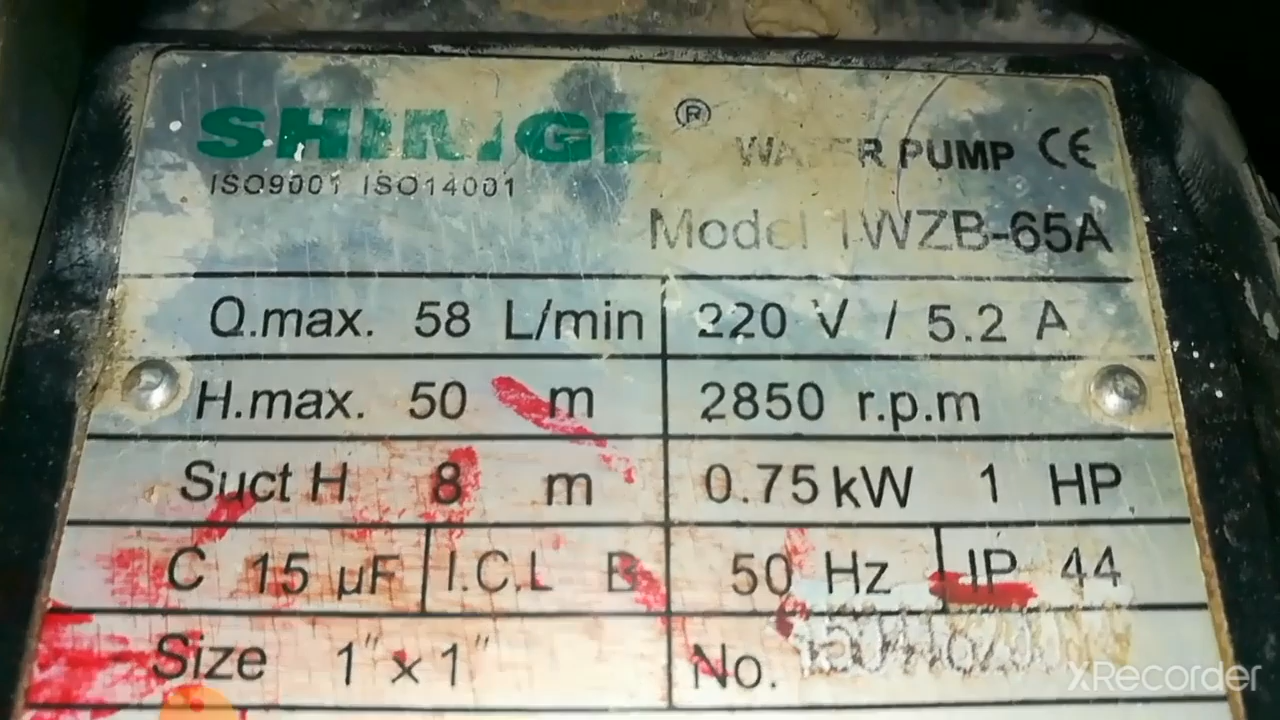 SHIMGE ® WATER PUMP CE
ISO9001 ISO14001
Model 1WZB-65A
Q.max. 58 L/min 220 V / 5.2 A
H.max. 50 m 2850 r.p.m
Suct H 8 m 0.75 kW 1 HP
C 15 µF I.C.L B 50 Hz IP 44
Size 1" × 1" No.
XRecorder